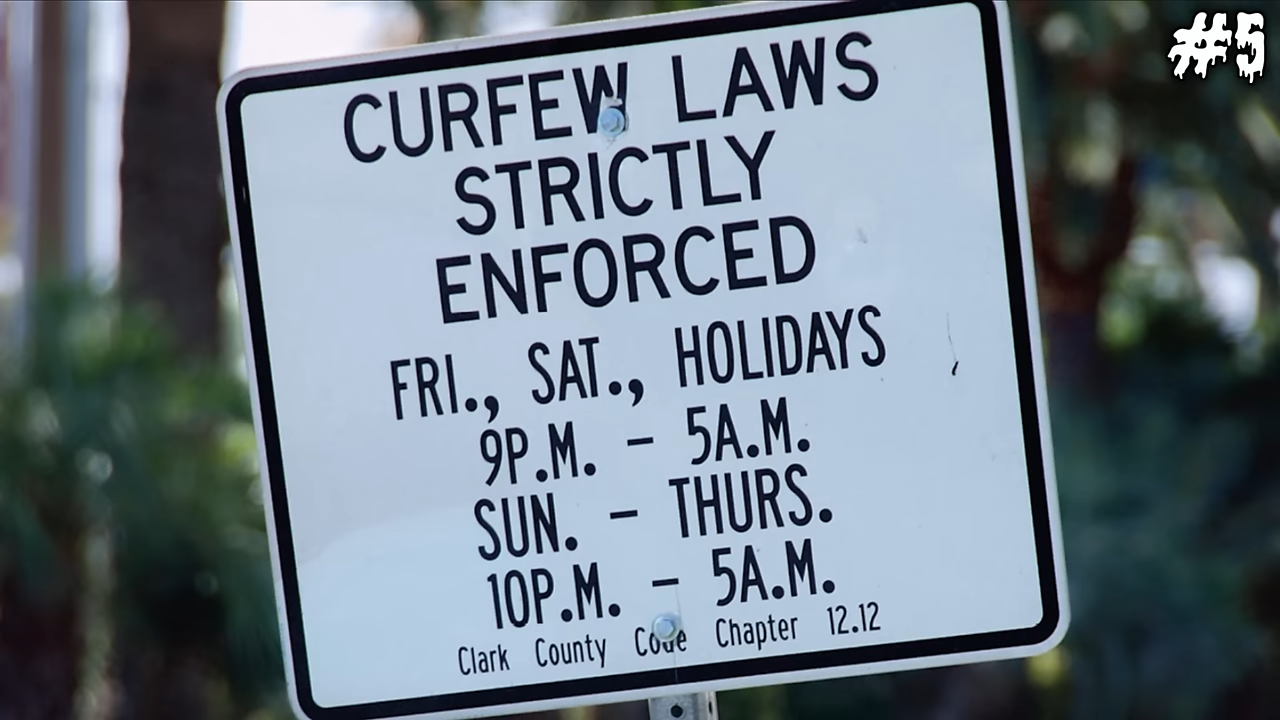 #5
CURFEW LAWS
STRICTLY
ENFORCED
FRI., SAT., HOLIDAYS
9P.M. - 5A.M.
SUN. - THURS.
10P.M. - 5A.M.
Clark County Code Chapter 12.12